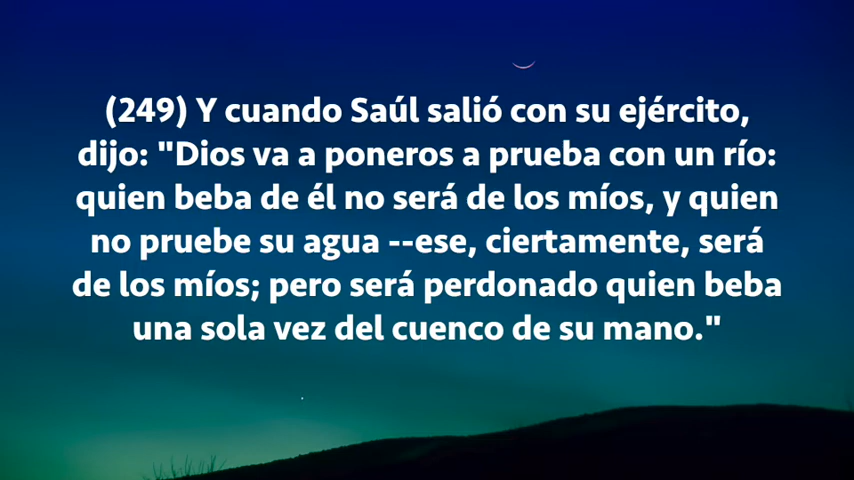 (249) Y cuando Saúl salió con su ejército,
dijo: "Dios va a poneros a prueba con un río:
quien beba de él no será de los míos, y quien
no pruebe su agua --ese, ciertamente, será
de los míos; pero será perdonado quien beba
una sola vez del cuenco de su mano."